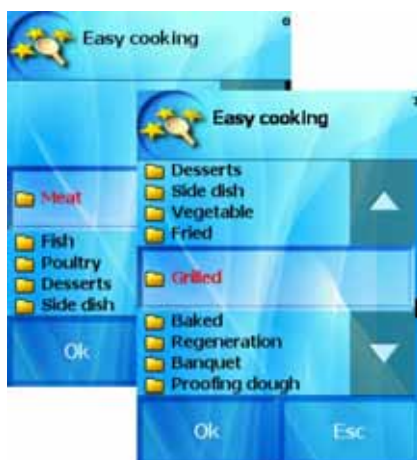 Easy cooking
Meat
Fish
Poultry
Desserts
Side dish
Ok
Easy cooking
Desserts
Side dish
Vegetable
Fried
Grilled
Baked
Regeneration
Banquet
Proofing dough
Ok
Esc